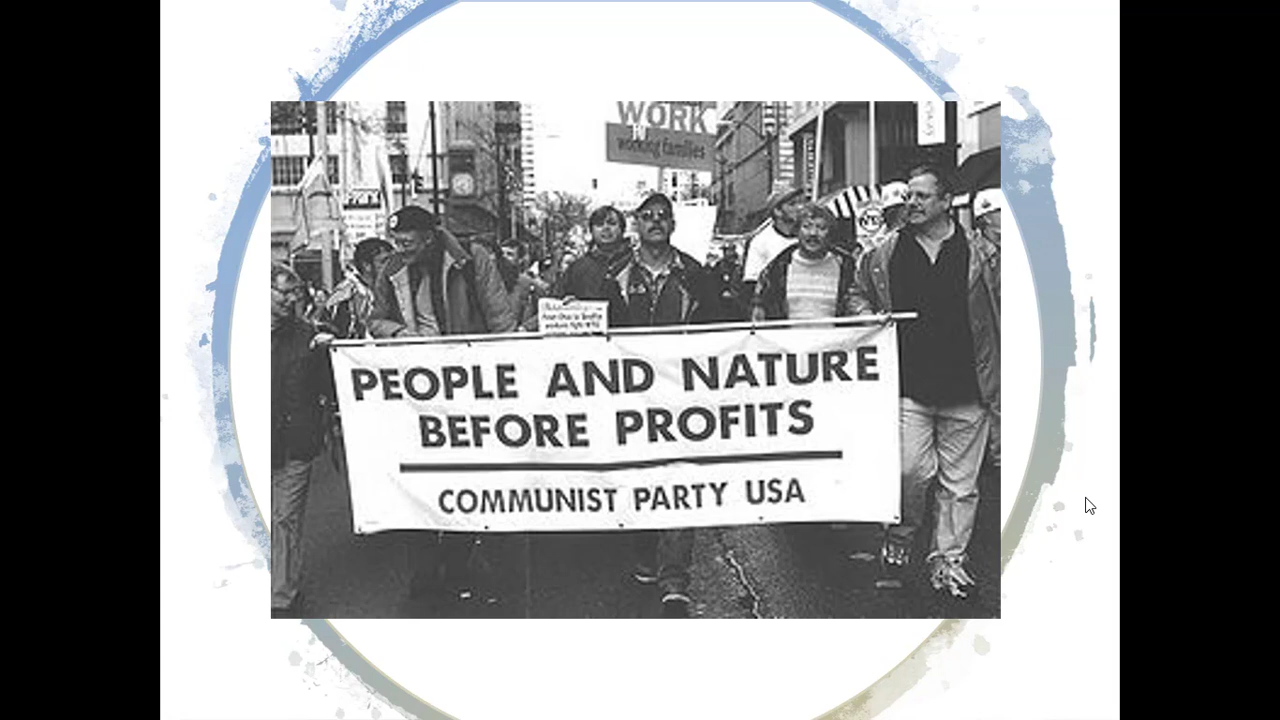 WORK
working families
PEOPLE AND NATURE
BEFORE PROFITS
COMMUNIST PARTY USA